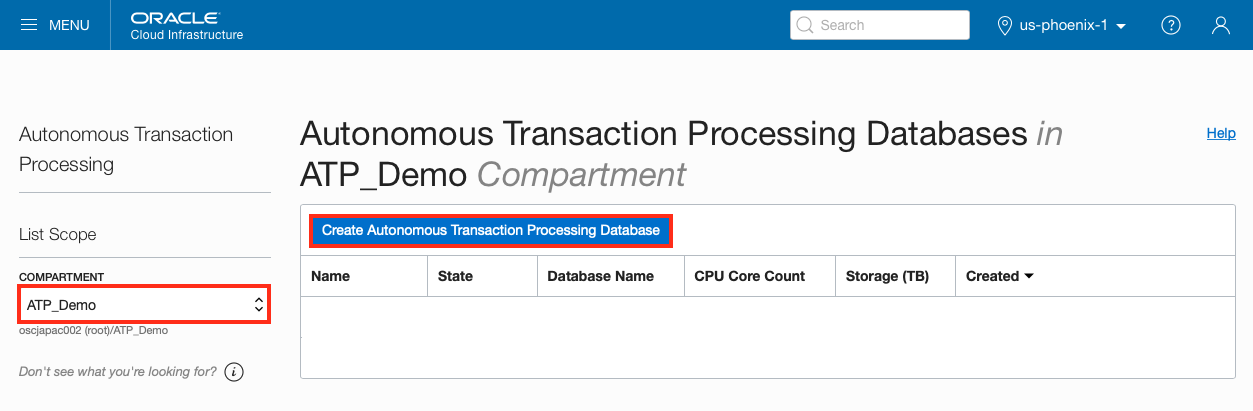 MENU
ORACLE
Cloud Infrastructure
Search
us-phoenix-1
Autonomous Transaction
Processing
List Scope
COMPARTMENT
ATP_Demo
oscjapac002 (root)/ATP_Demo
Don't see what you're looking for?
Autonomous Transaction Processing Databases in
ATP_Demo Compartment
Help
Create Autonomous Transaction Processing Database
Name State Database Name CPU Core Count Storage (TB) Created